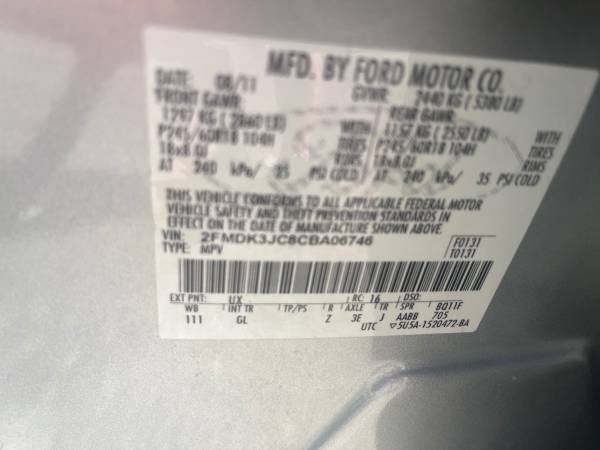 MFD. BY FORD MOTOR CO.
DATE: 08/11 GVWR: 2440 KG ( 5380 LB)
FRONT GAWR: REAR GAWR:
1297 KG ( 2860 LB) WITH 1157 KG ( 2550 LB) WITH
P245/60R18 104H TIRES P245/60R18 104H TIRES
18x8.0J RIMS 18x8.0J RIMS
AT 240 kPa/ 35 PSI COLD AT 240 kPa/ 35 PSI COLD
THIS VEHICLE CONFORMS TO ALL APPLICABLE FEDERAL MOTOR
VEHICLE SAFETY AND THEFT PREVENTION STANDARDS IN
EFFECT ON THE DATE OF MANUFACTURE SHOWN ABOVE.
VIN: 2FMDK3JC8CBA06746 F0131
TYPE: MPV T0131
EXT PNT: UX RC: 16 DSO:
WB INT TR TP/PS R AXLE TR SPR BQ11F
111 GL Z 3E J AABB 705
UTC 5U5A-1520472-BA